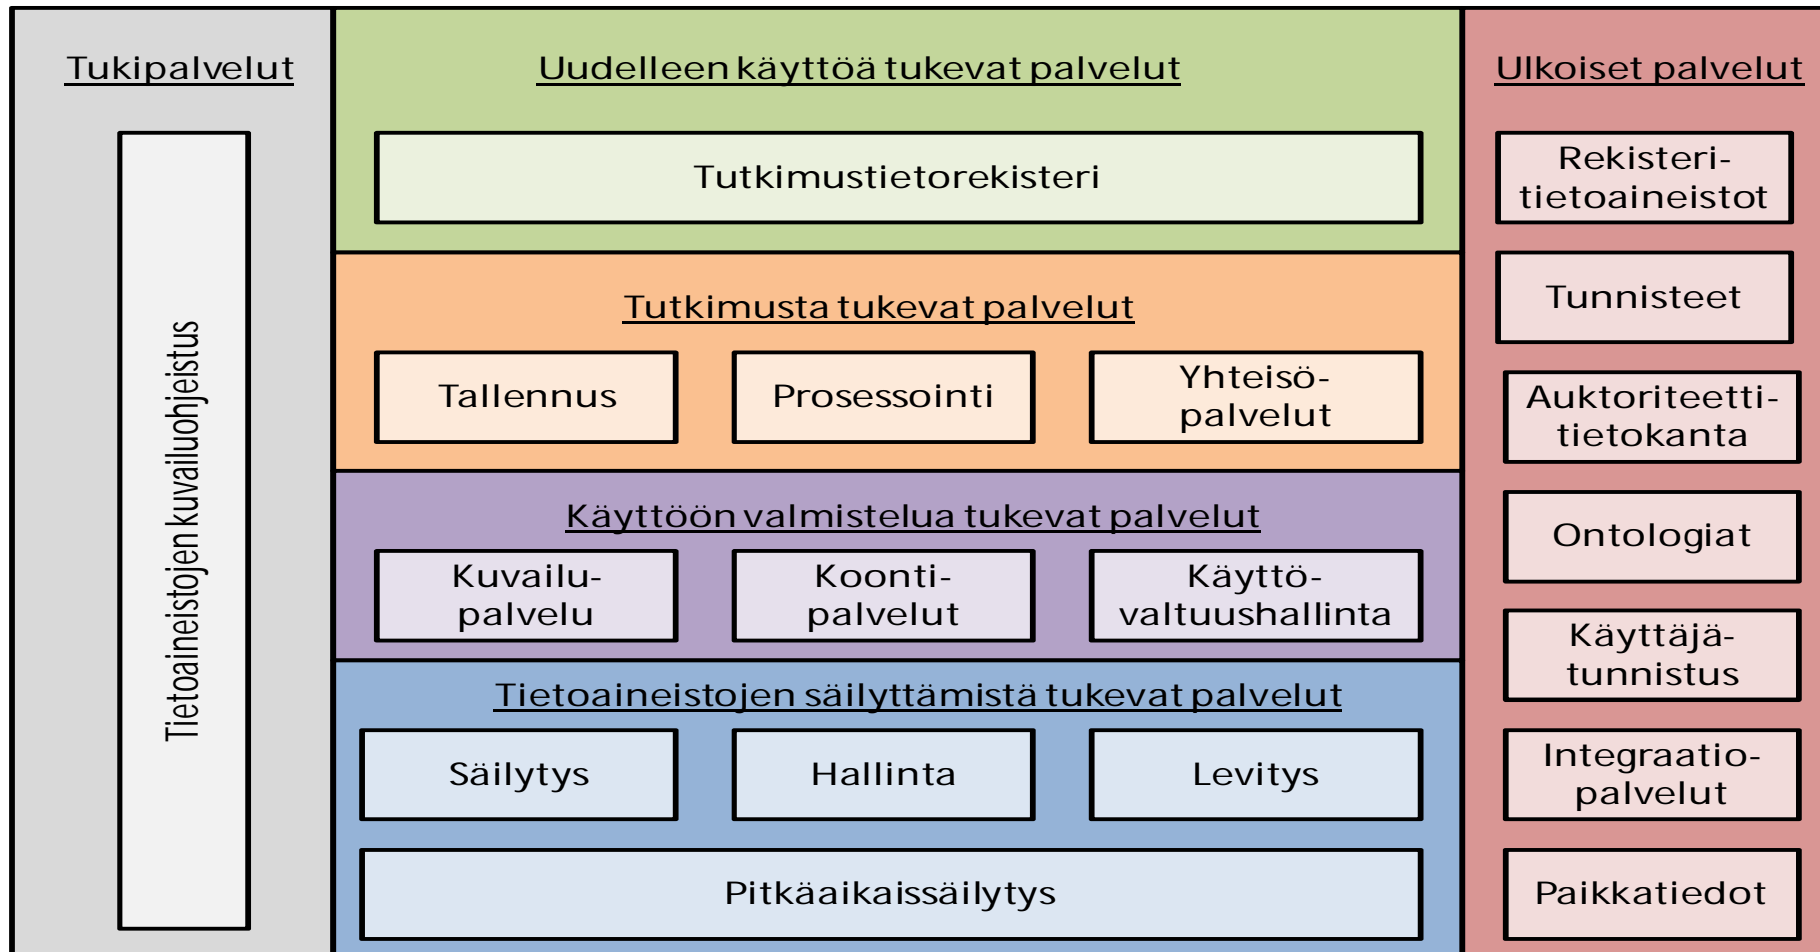 Tukipalvelut
Tietoaineistojen kuvailuohjeistus
Uudelleen käyttöä tukevat palvelut
Tutkimustietorekisteri
Tutkimusta tukevat palvelut
Tallennus
Prosessointi
Yhteisö-
palvelut
Käyttöön valmistelua tukevat palvelut
Kuvailu-
palvelu
Koonti-
palvelut
Käyttö-
valtuushallinta
Tietoaineistojen säilyttämistä tukevat palvelut
Säilytys
Hallinta
Levitys
Pitkäaikaissäilytys
Ulkoiset palvelut
Rekisteri-
tietoaineistot
Tunnisteet
Auktoriteetti-
tietokanta
Ontologiat
Käyttäjä-
tunnistus
Integraatio-
palvelut
Paikkatiedot